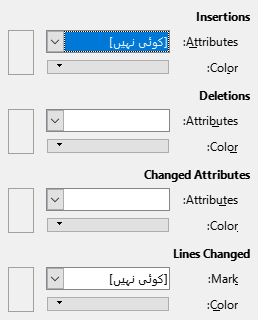 Insertions
Attributes:
[کوئی نہیں]
Color:
Deletions
Attributes:
Color:
Changed Attributes
Attributes:
Color:
Lines Changed
Mark:
[کوئی نہیں]
Color: